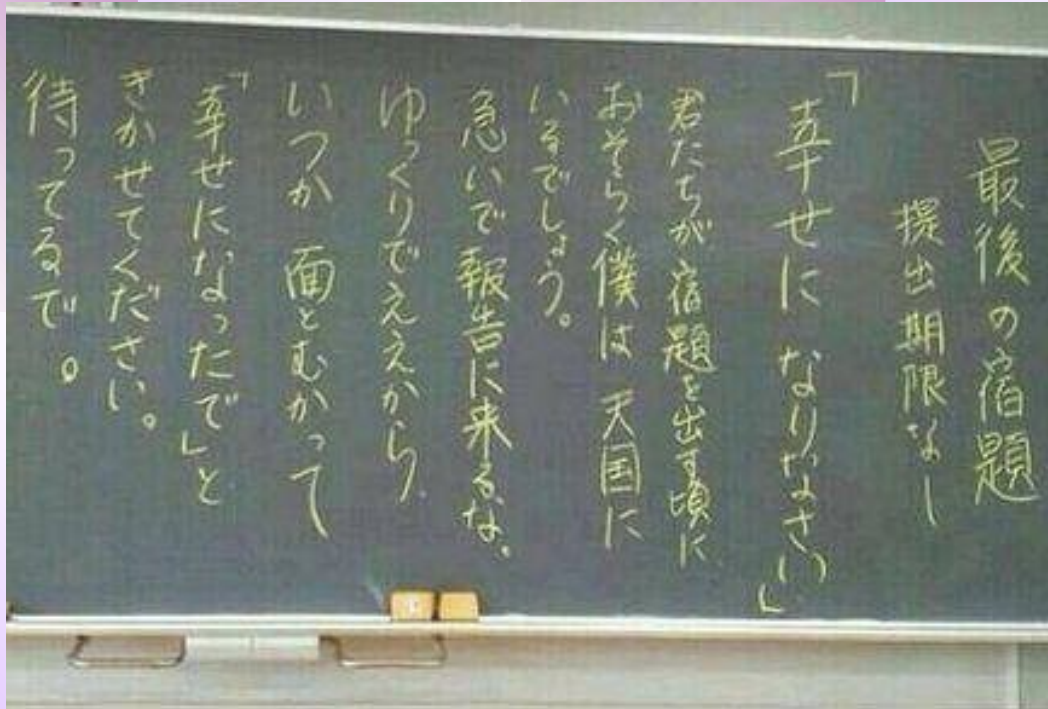 最後の宿題
提出期限なし
「幸せになりなさい」
君たちが宿題を出す頃に
おそらく僕は天国に
いるでしょう。
急いで報告に来るな。
ゆっくりでええから
いつか面とむかって
「幸せになったで」と
きかせてください。
待ってるで。